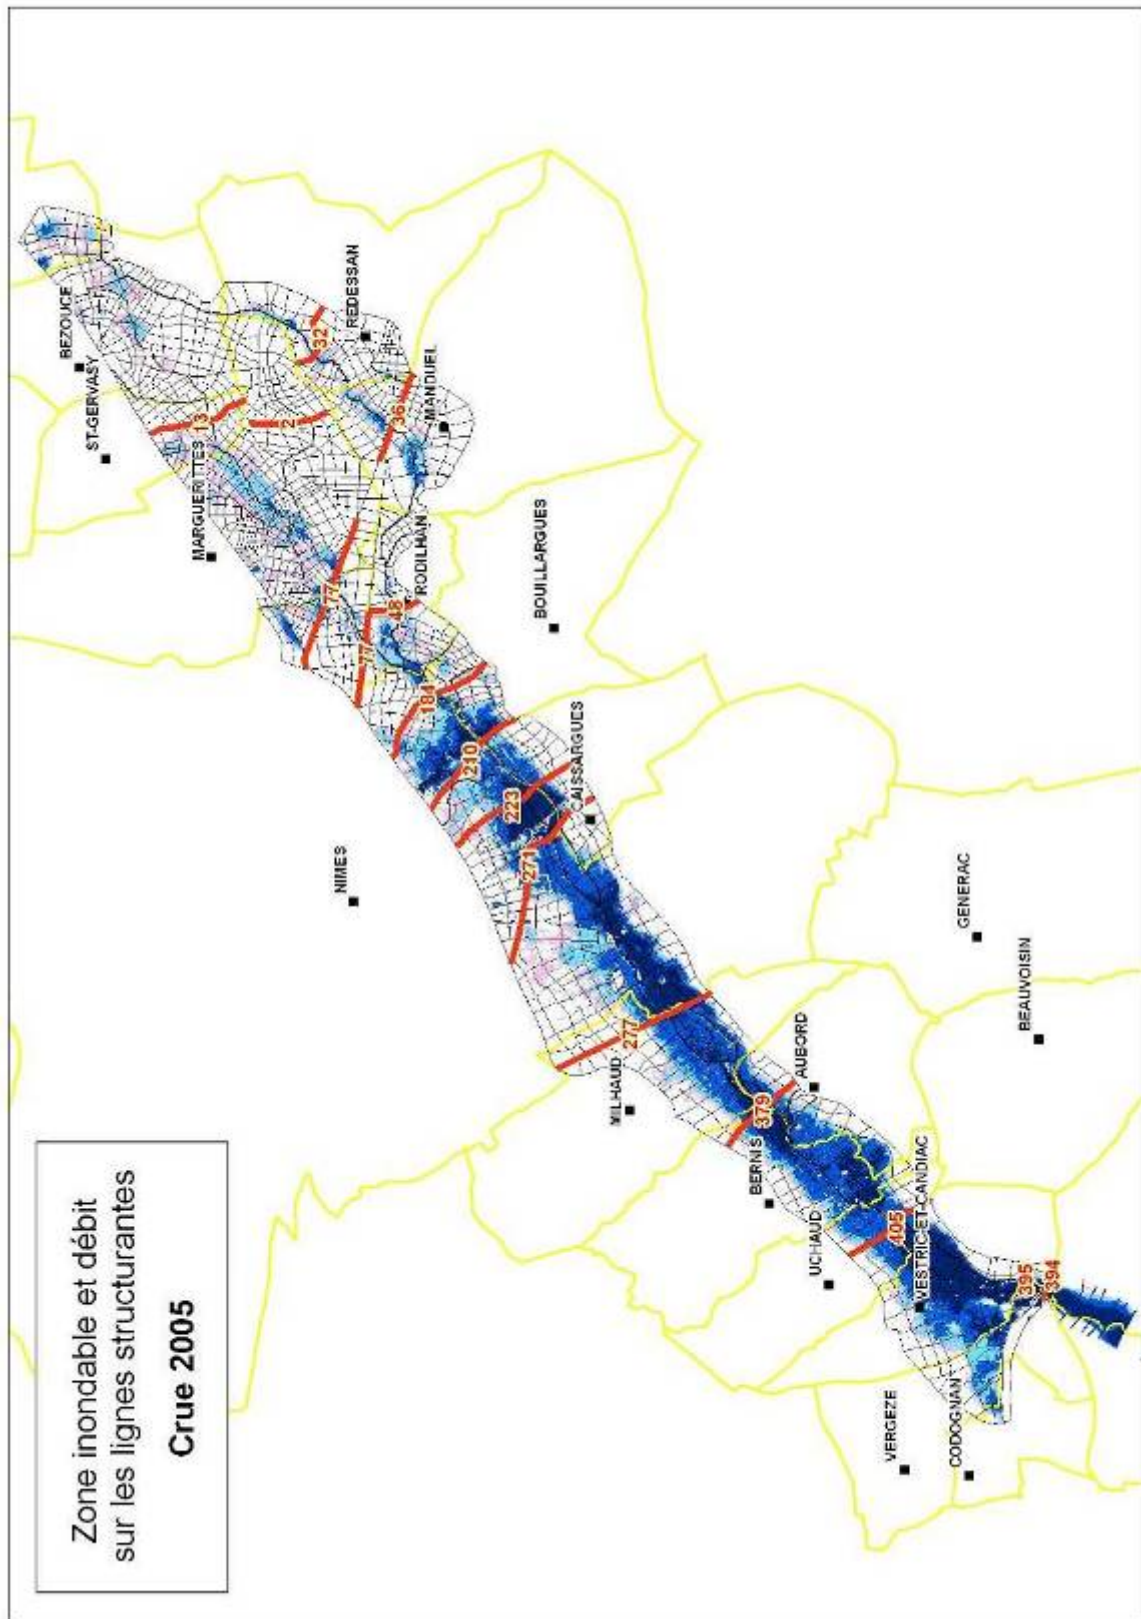 Zone inondable et débit
sur les lignes structurantes
Crue 2005
BEZOUCE
ST-GERVASY
MARGUERITTES
REDESSAN
MANDUEL
RODILHAN
BOUILLARGUES
CAISSARGUES
NIMES
GENERAC
BEAUVOISIN
MILHAUD
AUBORD
BERNIS
UCHAUD
VESTRIC-ET-CANDIAC
VERGEZE
CODOGNAN
13
2
32
36
77
77
48
184
210
223
271
277
379
405
395
394